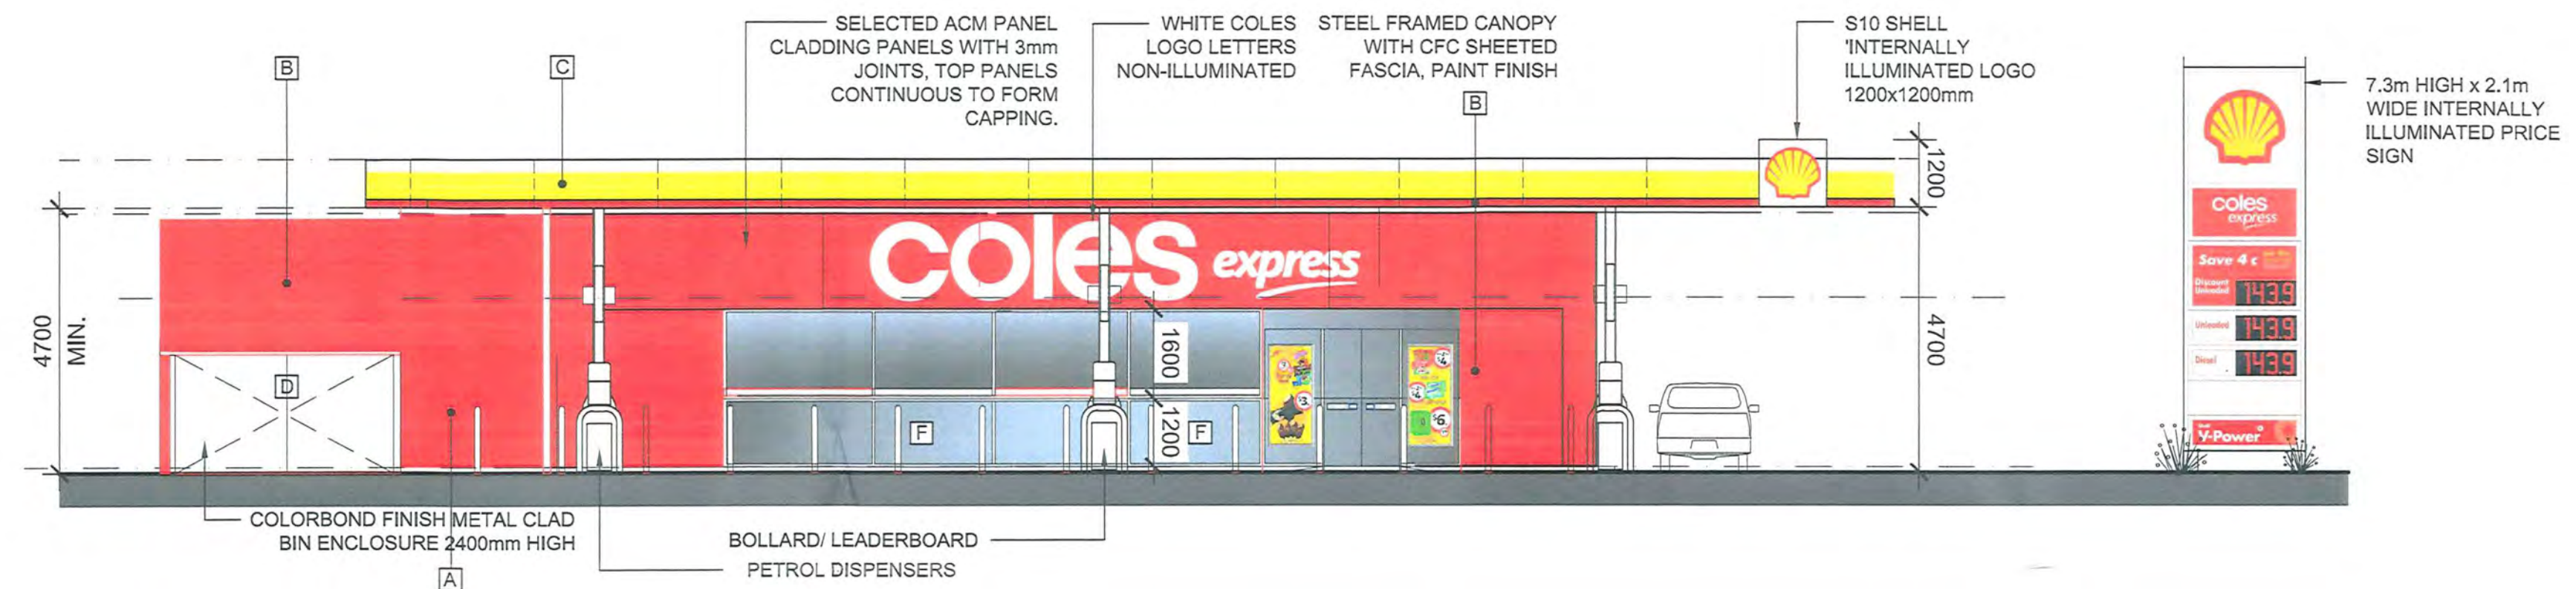 SELECTED ACM PANEL
CLADDING PANELS WITH 3mm
JOINTS, TOP PANELS
CONTINUOUS TO FORM
CAPPING.
WHITE COLES
LOGO LETTERS
NON-ILLUMINATED
STEEL FRAMED CANOPY
WITH CFC SHEETED
FASCIA, PAINT FINISH
S10 SHELL
'INTERNALLY
ILLUMINATED LOGO
1200x1200mm
7.3m HIGH x 2.1m
WIDE INTERNALLY
ILLUMINATED PRICE
SIGN
B
C
B
1200
4700
MIN.
coles express
1600
1200
4700
D
F
F
coles
express
Save 4c
Discount
Unleaded
143.9
Unleaded
143.9
Diesel
143.9
V-Power
COLORBOND FINISH METAL CLAD
BIN ENCLOSURE 2400mm HIGH
A
BOLLARD/ LEADERBOARD
PETROL DISPENSERS